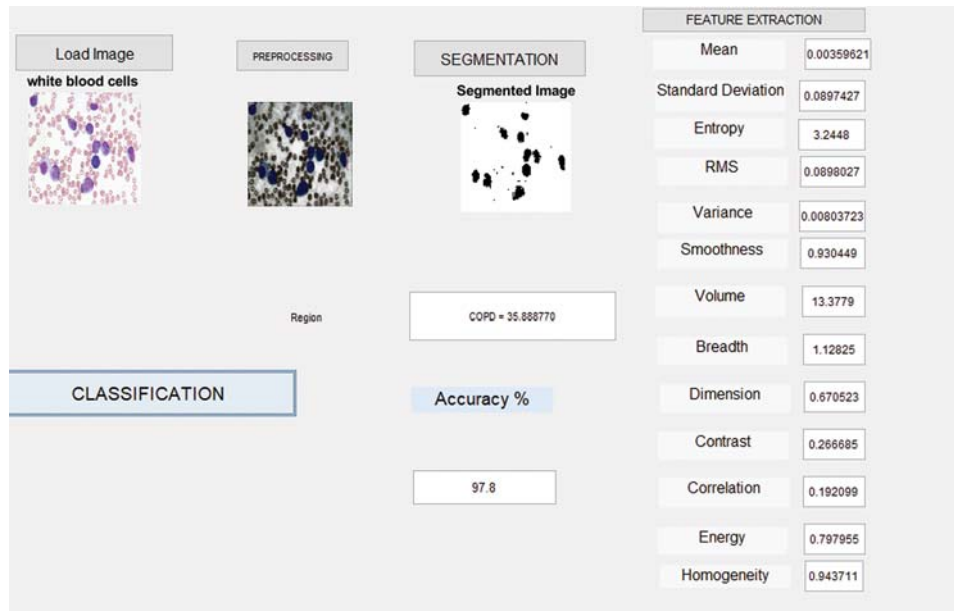 Load Image
PREPROCESSING
SEGMENTATION
white blood cells
Segmented Image
Region
COPD = 35.888770
CLASSIFICATION
Accuracy %
97.8
FEATURE EXTRACTION
Mean 0.00359621
Standard Deviation 0.0897427
Entropy 3.2448
RMS 0.0898027
Variance 0.00803723
Smoothness 0.930449
Volume 13.3779
Breadth 1.12825
Dimension 0.670523
Contrast 0.266685
Correlation 0.192099
Energy 0.797955
Homogeneity 0.943711